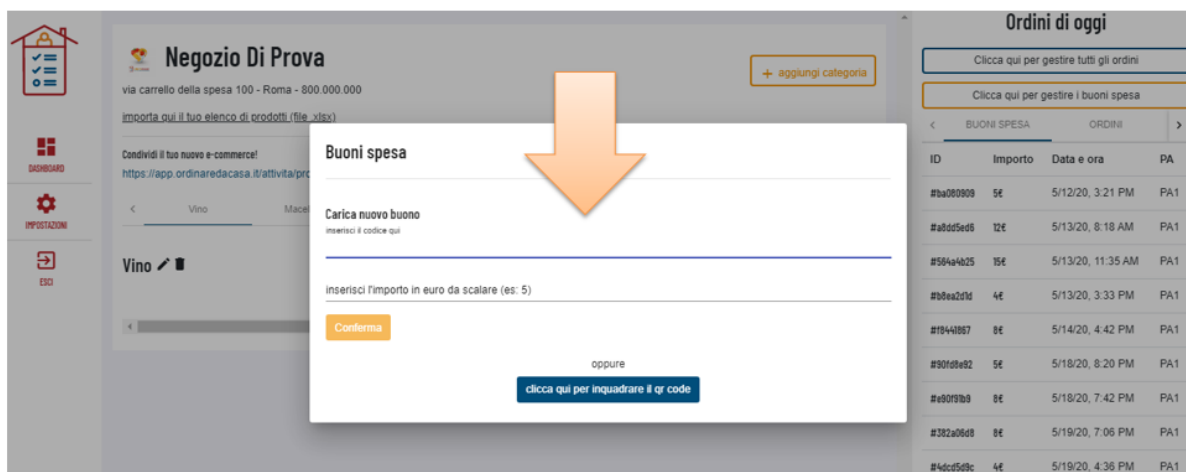 DASHBOARD
IMPOSTAZIONI
ESCI
Negozio Di Prova
+ aggiungi categoria
via carrello della spesa 100 - Roma - 800.000.000
importa qui il tuo elenco di prodotti (file .xlsx)
Condividi il tuo nuovo e-commerce!
https://app.ordinaredacasa.it/attivita/pro
< Vino Macel
Vino
Buoni spesa
Carica nuovo buono
inserisci il codice qui
inserisci l'importo in euro da scalare (es: 5)
Conferma
oppure
clicca qui per inquadrare il qr code
Ordini di oggi
Clicca qui per gestire tutti gli ordini
Clicca qui per gestire i buoni spesa
< BUONI SPESA ORDINI >
ID Importo Data e ora PA
#ba080909 5€ 5/12/20, 3:21 PM PA1
#a8dd5ed6 12€ 5/13/20, 8:18 AM PA1
#564a4b25 15€ 5/13/20, 11:35 AM PA1
#b8ea2d1d 4€ 5/13/20, 3:33 PM PA1
#f8441867 8€ 5/14/20, 4:42 PM PA1
#90fd8e92 5€ 5/18/20, 8:20 PM PA1
#e90f91b9 8€ 5/18/20, 7:42 PM PA1
#382a06d8 8€ 5/19/20, 7:06 PM PA1
#4dcd5d9c 4€ 5/19/20, 4:36 PM PA1